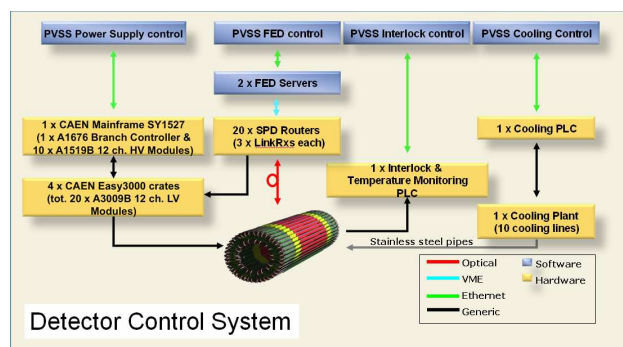 PVSS Power Supply control
PVSS FED control
PVSS Interlock control
PVSS Cooling Control
2 x FED Servers
1 x CAEN Mainframe SY1527
(1 x A1676 Branch Controller &
10 x A1519B 12 ch. HV Modules)
20 x SPD Routers
(3 x LinkRxs each)
1 x Cooling PLC
1 x Interlock &
Temperature Monitoring
PLC
4 x CAEN Easy3000 crates
(tot. 20 x A3009B 12 ch. LV
Modules)
1 x Cooling Plant
(10 cooling lines)
Stainless steel pipes
Optical
VME
Ethernet
Generic
Software
Hardware
Detector Control System